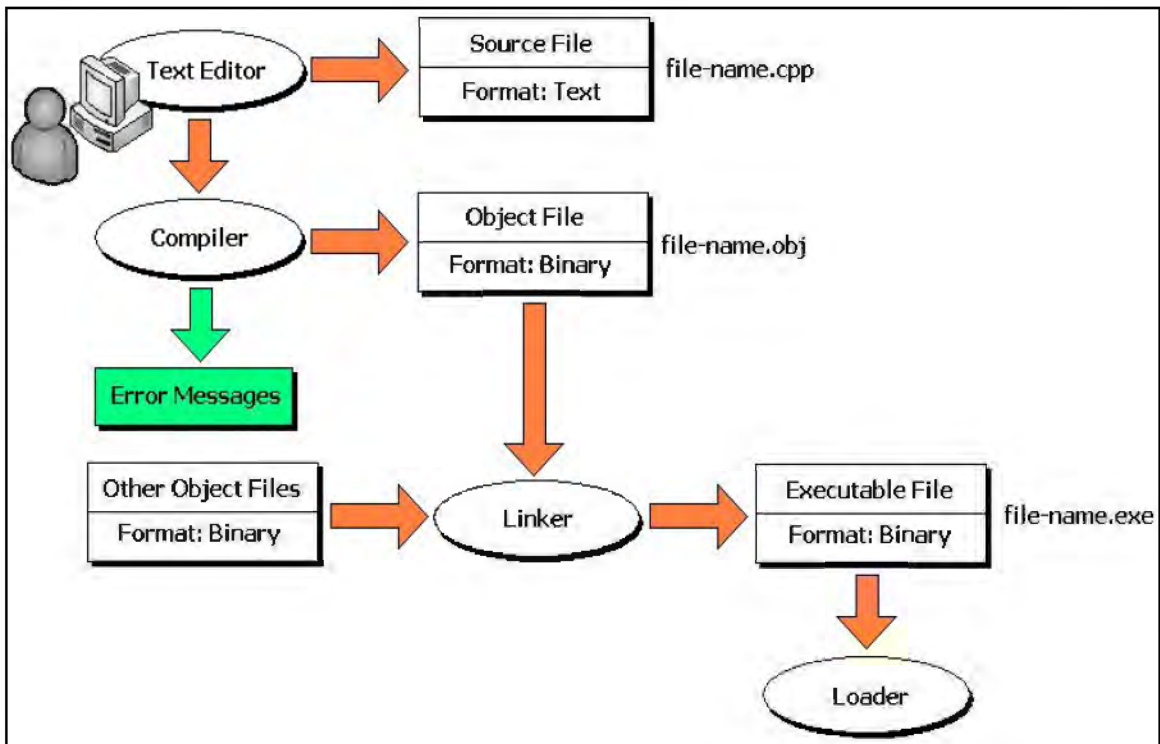 Text Editor
Source File
Format: Text
file-name.cpp
Compiler
Object File
Format: Binary
file-name.obj
Error Messages
Other Object Files
Format: Binary
Linker
Executable File
Format: Binary
file-name.exe
Loader